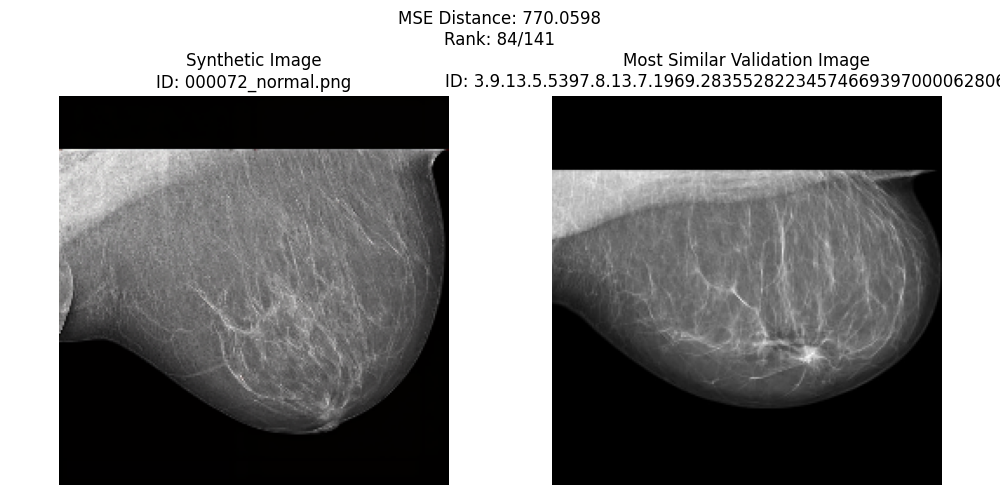 MSE Distance: 770.0598
Rank: 84/141
Synthetic Image
ID: 000072_normal.png
Most Similar Validation Image
ID: 3.9.13.5.5397.8.13.7.1969.28355282234574669397000062806